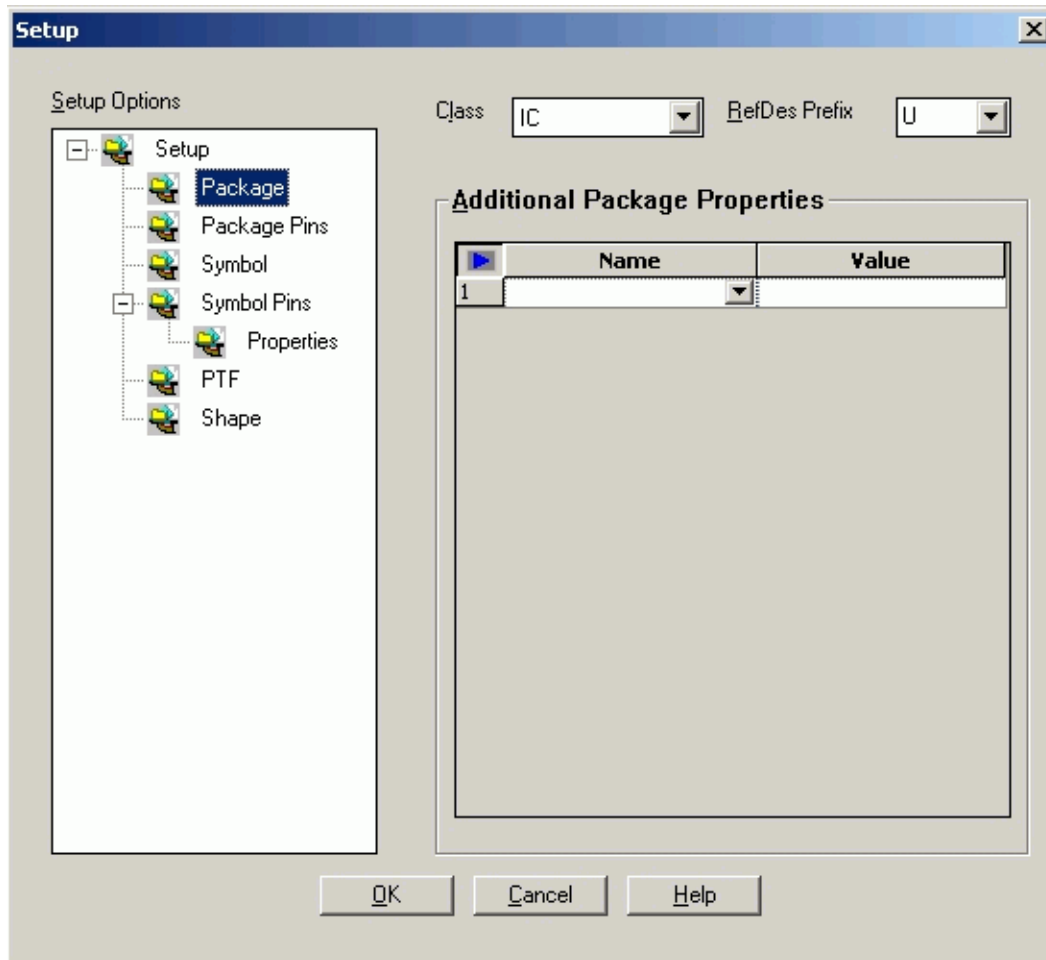 Setup
Setup Options
Class IC RefDes Prefix U
Setup
Package
Package Pins
Symbol
Symbol Pins
Properties
PTF
Shape
Additional Package Properties
Name Value
1
OK Cancel Help